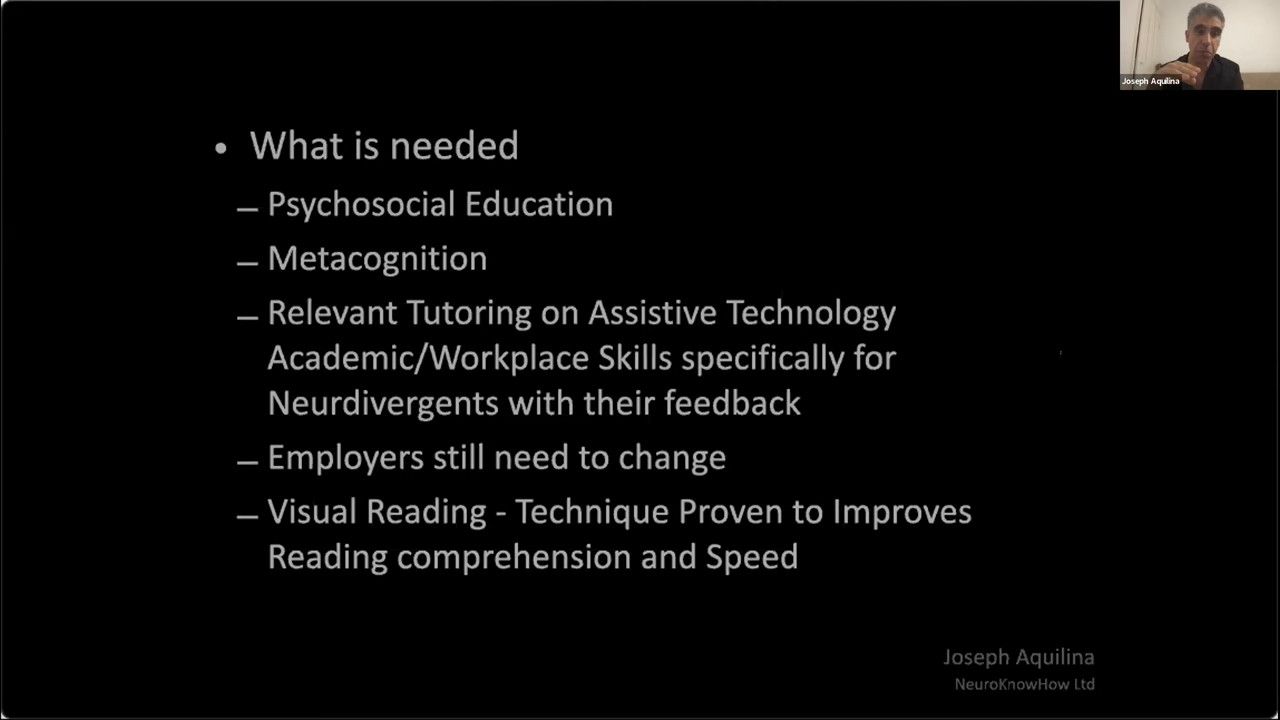 Joseph Aquilina
• What is needed
– Psychosocial Education
– Metacognition
– Relevant Tutoring on Assistive Technology
Academic/Workplace Skills specifically for
Neurdivergents with their feedback
– Employers still need to change
– Visual Reading - Technique Proven to Improves
Reading comprehension and Speed
Joseph Aquilina
NeuroKnowHow Ltd